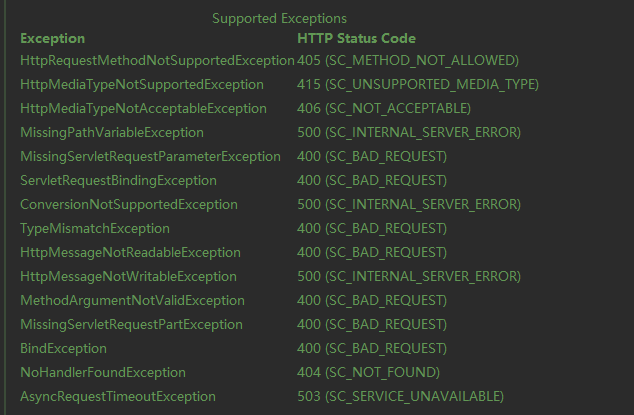 Supported Exceptions
Exception HTTP Status Code
HttpRequestMethodNotSupportedException 405 (SC_METHOD_NOT_ALLOWED)
HttpMediaTypeNotSupportedException 415 (SC_UNSUPPORTED_MEDIA_TYPE)
HttpMediaTypeNotAcceptableException 406 (SC_NOT_ACCEPTABLE)
MissingPathVariableException 500 (SC_INTERNAL_SERVER_ERROR)
MissingServletRequestParameterException 400 (SC_BAD_REQUEST)
ServletRequestBindingException 400 (SC_BAD_REQUEST)
ConversionNotSupportedException 500 (SC_INTERNAL_SERVER_ERROR)
TypeMismatchException 400 (SC_BAD_REQUEST)
HttpMessageNotReadableException 400 (SC_BAD_REQUEST)
HttpMessageNotWritableException 500 (SC_INTERNAL_SERVER_ERROR)
MethodArgumentNotValidException 400 (SC_BAD_REQUEST)
MissingServletRequestPartException 400 (SC_BAD_REQUEST)
BindException 400 (SC_BAD_REQUEST)
NoHandlerFoundException 404 (SC_NOT_FOUND)
AsyncRequestTimeoutException 503 (SC_SERVICE_UNAVAILABLE)